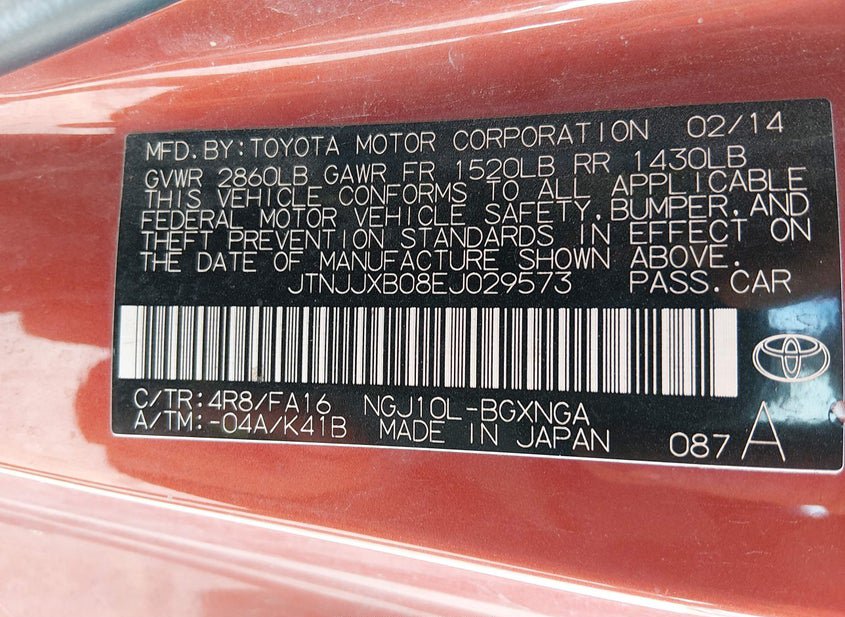 MFD. BY: TOYOTA MOTOR CORPORATION 02/14
GVWR 2860LB GAWR FR 1520LB RR 1430LB
THIS VEHICLE CONFORMS TO ALL APPLICABLE
FEDERAL MOTOR VEHICLE SAFETY, BUMPER, AND
THEFT PREVENTION STANDARDS IN EFFECT ON
THE DATE OF MANUFACTURE SHOWN ABOVE.
JTNJJXB08EJ029573 PASS. CAR
C/TR: 4R8/FA16 NGJ10L-BGXNGA
A/TM: -04A/K41B MADE IN JAPAN 087 A